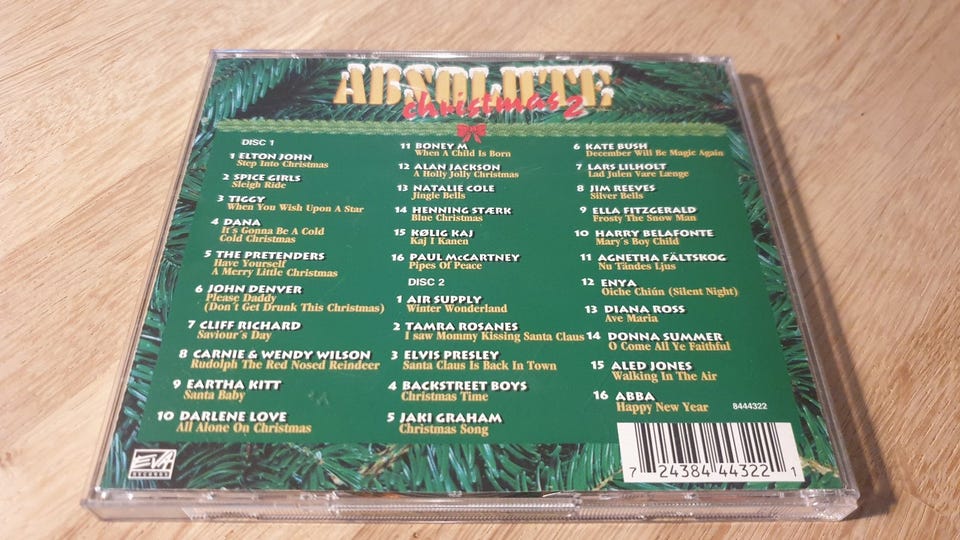 ABSOLUTE
christmas 2
DISC 1
1 ELTON JOHN
Step Into Christmas
2 SPICE GIRLS
Sleigh Ride
3 TIGGY
When You Wish Upon A Star
4 DANA
It's Gonna Be A Cold
Cold Christmas
5 THE PRETENDERS
Have Yourself
A Merry Little Christmas
6 JOHN DENVER
Please Daddy
(Don't Get Drunk This Christmas)
7 CLIFF RICHARD
Saviour's Day
8 CARNIE & WENDY WILSON
Rudolph The Red Nosed Reindeer
9 EARTHA KITT
Santa Baby
10 DARLENE LOVE
All Alone On Christmas
11 BONEY M
When A Child Is Born
12 ALAN JACKSON
A Holly Jolly Christmas
13 NATALIE COLE
Jingle Bells
14 HENNING STÆRK
Blue Christmas
15 KØLIG KAJ
Kaj I Kanen
16 PAUL McCARTNEY
Pipes Of Peace
DISC 2
1 AIR SUPPLY
Winter Wonderland
2 TAMRA ROSANES
I saw Mommy Kissing Santa Claus
3 ELVIS PRESLEY
Santa Claus Is Back In Town
4 BACKSTREET BOYS
Christmas Time
5 JAKI GRAHAM
Christmas Song
6 KATE BUSH
December Will Be Magic Again
7 LARS LILHOLT
Lad Julen Vare Længe
8 JIM REEVES
Silver Bells
9 ELLA FITZGERALD
Frosty The Snow Man
10 HARRY BELAFONTE
Mary's Boy Child
11 AGNETHA FÄLTSKOG
Nu Tändes Ljus
12 ENYA
Oiche Chiún (Silent Night)
13 DIANA ROSS
Ave Maria
14 DONNA SUMMER
O Come All Ye Faithful
15 ALED JONES
Walking In The Air
16 ABBA
Happy New Year
8444322
EVA
RECORDS
7 24384 44322 1